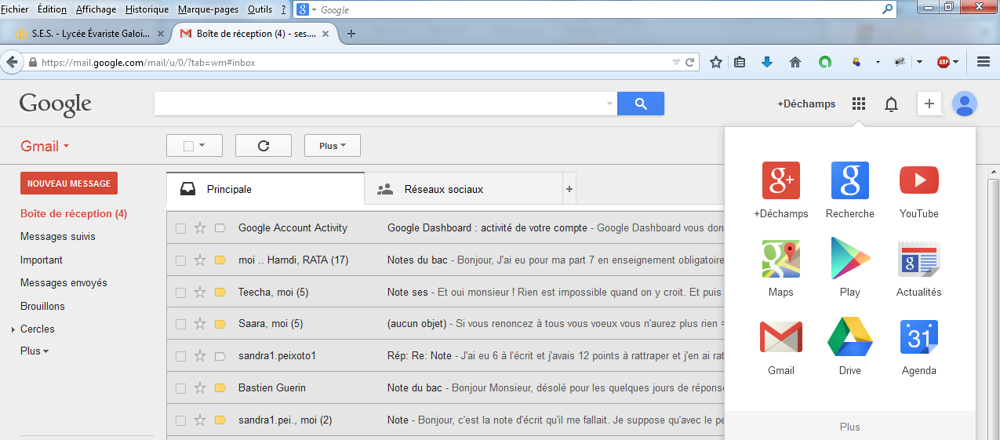 Fichier Édition Affichage Historique Marque-pages Outils ? Google
S.E.S. - Lycée Évariste Galoi... Boîte de réception (4) - ses....
https://mail.google.com/mail/u/0/?tab=wm#inbox
ABP
Google +Déchamps
Gmail Plus
NOUVEAU MESSAGE
Boîte de réception (4)
Messages suivis
Important
Messages envoyés
Brouillons
Cercles
Plus
Principale Réseaux sociaux
Google Account Activity Google Dashboard : activité de votre compte - Google Dashboard vous don
moi .. Hamdi, RATA (17) Notes du bac - Bonjour, J'ai eu pour ma part 7 en enseignement obligatoire
Teecha, moi (5) Note ses - Et oui monsieur ! Rien est impossible quand on y croit. Et puis
Saara, moi (5) (aucun objet) - Si vous renoncez à tous vous voeux vous n'aurez plus rien =
sandra1.peixoto1 Rép: Re: Note - J'ai eu 6 à l'écrit et j'avais 12 points à rattraper et j'en ai rat
Bastien Guerin Note du bac - Bonjour Monsieur, désolé pour les quelques jours de répons
sandra1.pei., moi (2) Note - Bonjour, c'est la note d'écrit qu'il me fallait. Je suppose qu'avec le pe
g+ g
+Déchamps Recherche YouTube
g g
Maps Play Actualités
31
Gmail Drive Agenda
Plus